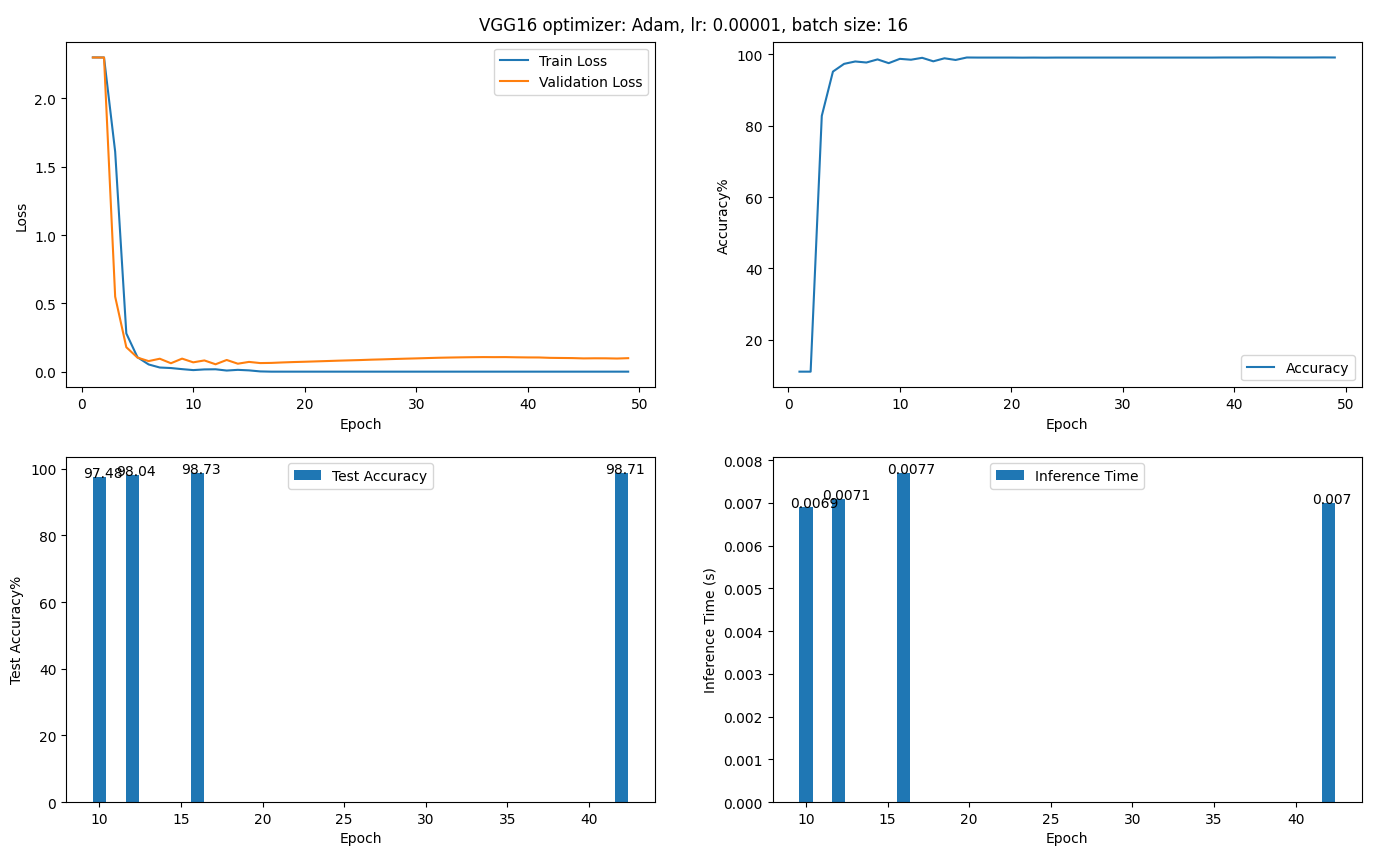 VGG16 optimizer: Adam, lr: 0.00001, batch size: 16
Train Loss
Validation Loss
2.0
1.5
1.0
0.5
0.0
Loss
0 10 20 30 40 50
Epoch
100
80
60
40
20
Accuracy%
Accuracy
0 10 20 30 40 50
Epoch
97.48 98.04 98.73 98.71
Test Accuracy
100
80
60
40
20
0
Test Accuracy%
10 15 20 25 30 35 40
Epoch
0.0069 0.0071 0.0077 0.007
Inference Time
0.008
0.007
0.006
0.005
0.004
0.003
0.002
0.001
0.000
Inference Time (s)
10 15 20 25 30 35 40
Epoch